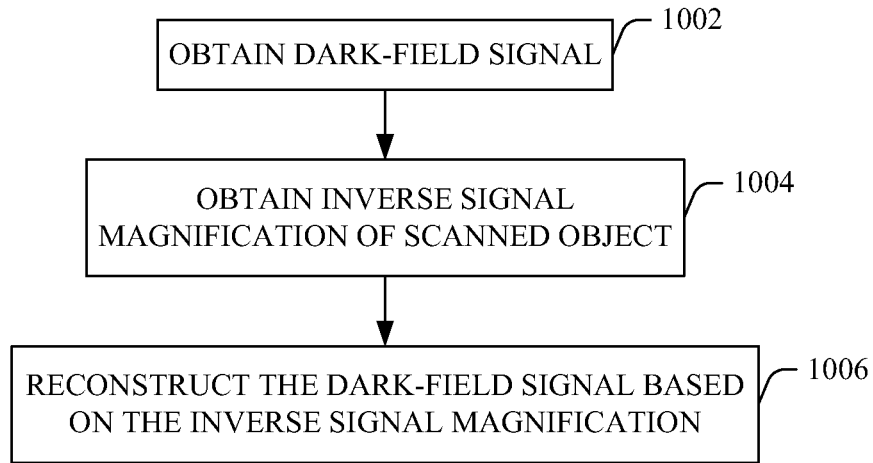 1002
OBTAIN DARK-FIELD SIGNAL
1004
OBTAIN INVERSE SIGNAL
MAGNIFICATION OF SCANNED OBJECT
1006
RECONSTRUCT THE DARK-FIELD SIGNAL BASED
ON THE INVERSE SIGNAL MAGNIFICATION